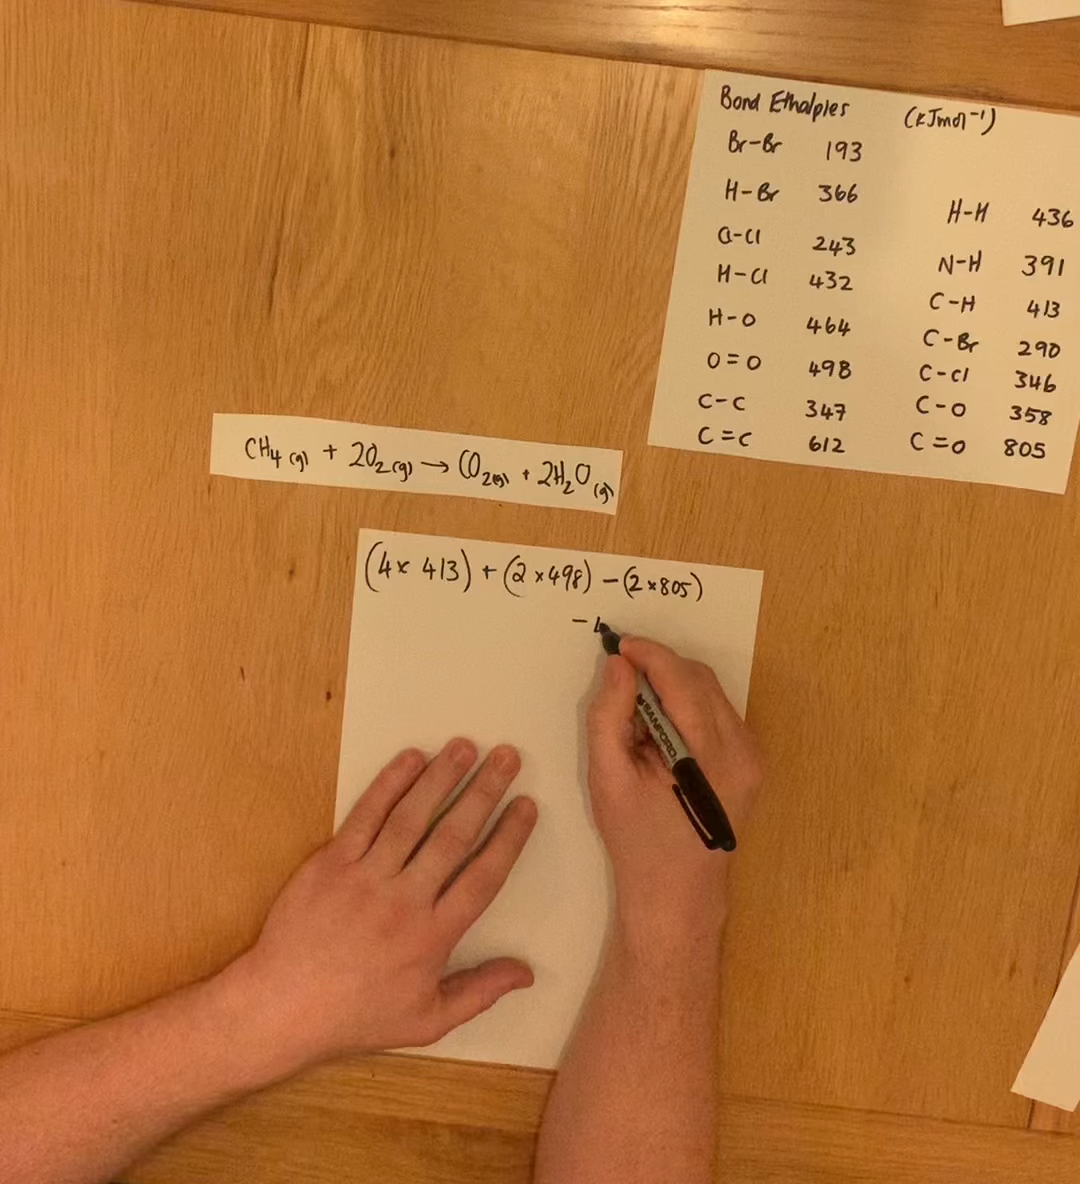 Bond Ethalpies (kJmol⁻¹)
Br-Br 193
H-Br 366
Cl-Cl 243
H-Cl 432
H-O 464
O=O 498
C-C 347
C=C 612
H-H 436
N-H 391
C-H 413
C-Br 290
C-Cl 346
C-O 358
C=O 805
CH₄(g) + 2O₂(g) → CO₂(g) + 2H₂O(g)
(4× 413) + (2×498) - (2×805)
-